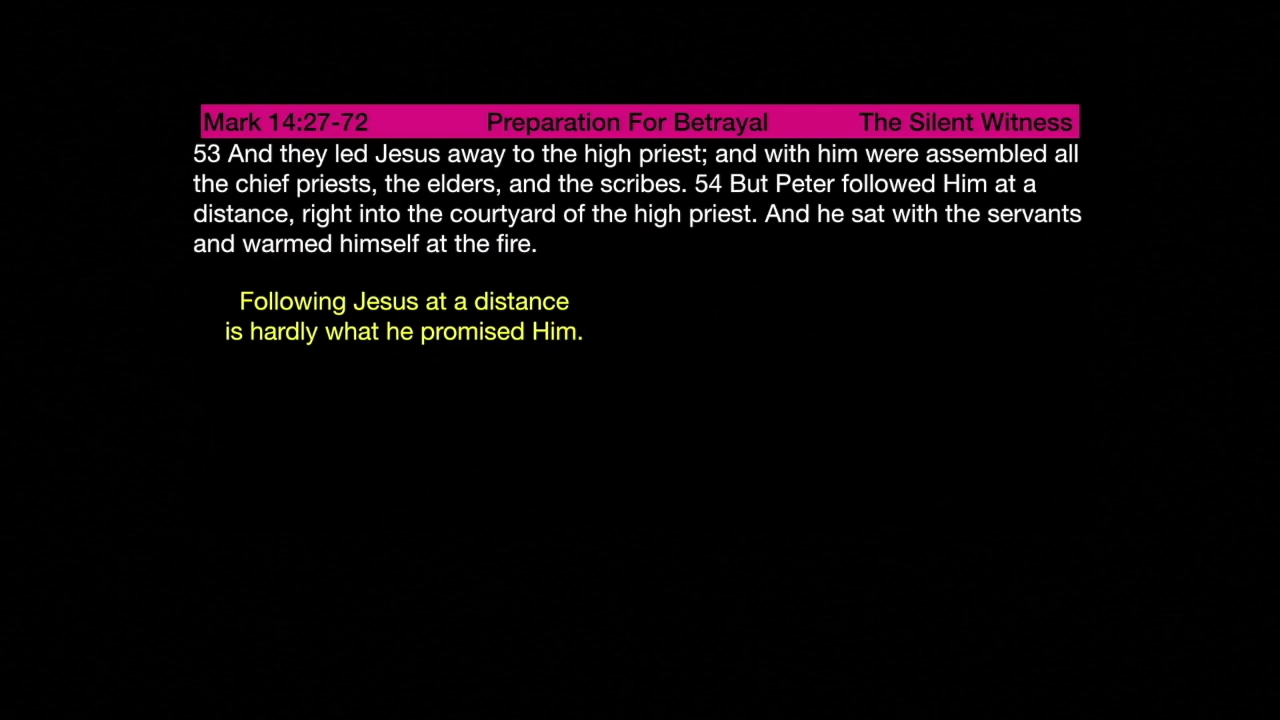 Mark 14:27-72 Preparation For Betrayal The Silent Witness
53 And they led Jesus away to the high priest; and with him were assembled all
the chief priests, the elders, and the scribes. 54 But Peter followed Him at a
distance, right into the courtyard of the high priest. And he sat with the servants
and warmed himself at the fire.
Following Jesus at a distance
is hardly what he promised Him.